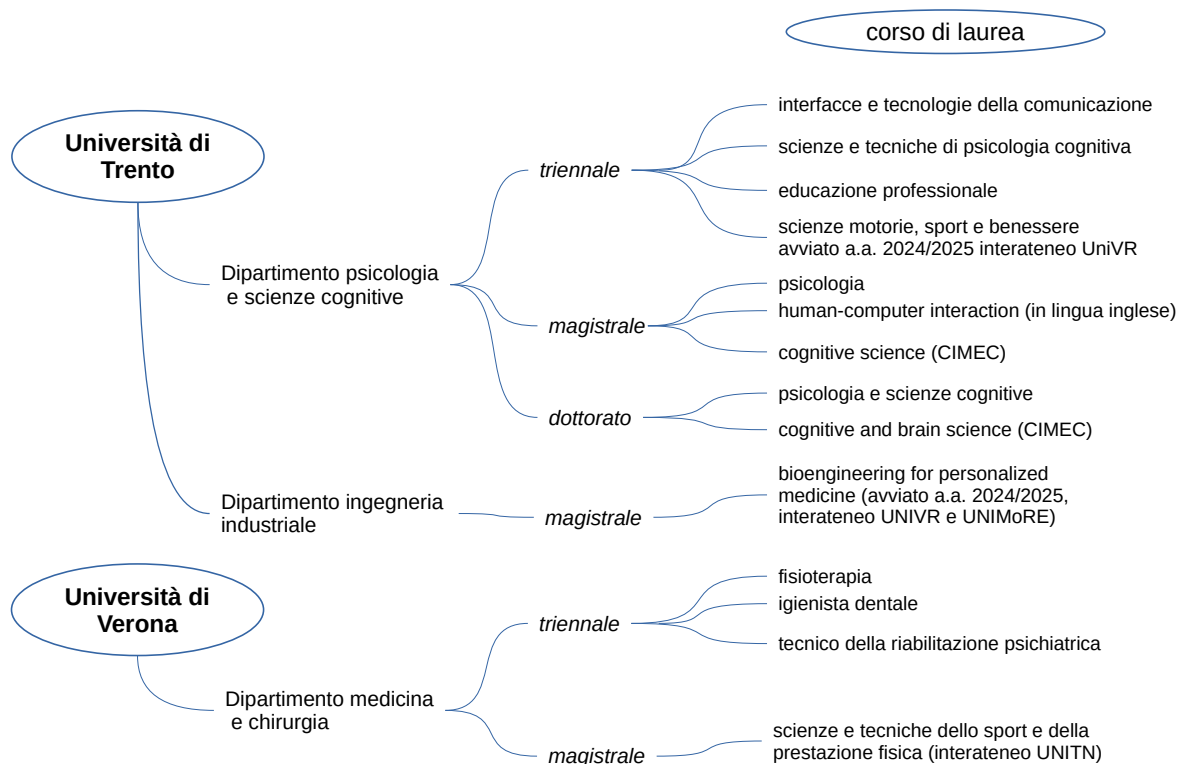 corso di laurea
Università di
Trento
Dipartimento psicologia
e scienze cognitive
triennale
interfacce e tecnologie della comunicazione
scienze e tecniche di psicologia cognitiva
educazione professionale
scienze motorie, sport e benessere
avviato a.a. 2024/2025 interateneo UniVR
magistrale
psicologia
human-computer interaction (in lingua inglese)
cognitive science (CIMEC)
dottorato
psicologia e scienze cognitive
cognitive and brain science (CIMEC)
Dipartimento ingegneria
industriale
magistrale
bioengineering for personalized
medicine (avviato a.a. 2024/2025,
interateneo UNIVR e UNIMoRE)
Università di
Verona
Dipartimento medicina
e chirurgia
triennale
fisioterapia
igienista dentale
tecnico della riabilitazione psichiatrica
magistrale
scienze e tecniche dello sport e della
prestazione fisica (interateneo UNITN)